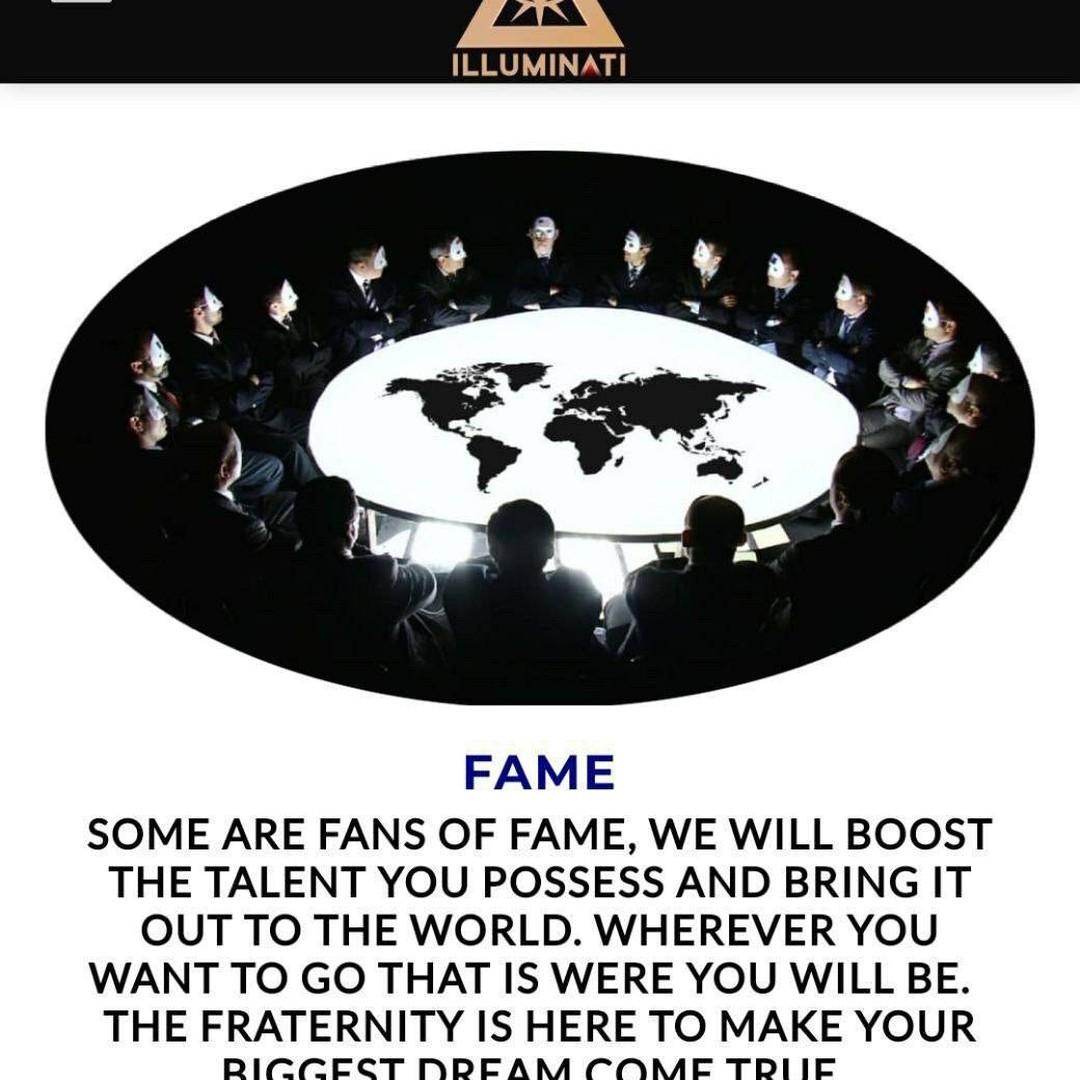 ILLUMINATI
FAME
SOME ARE FANS OF FAME, WE WILL BOOST
THE TALENT YOU POSSESS AND BRING IT
OUT TO THE WORLD. WHEREVER YOU
WANT TO GO THAT IS WERE YOU WILL BE.
THE FRATERNITY IS HERE TO MAKE YOUR
BIGGEST DREAM COME TRUE